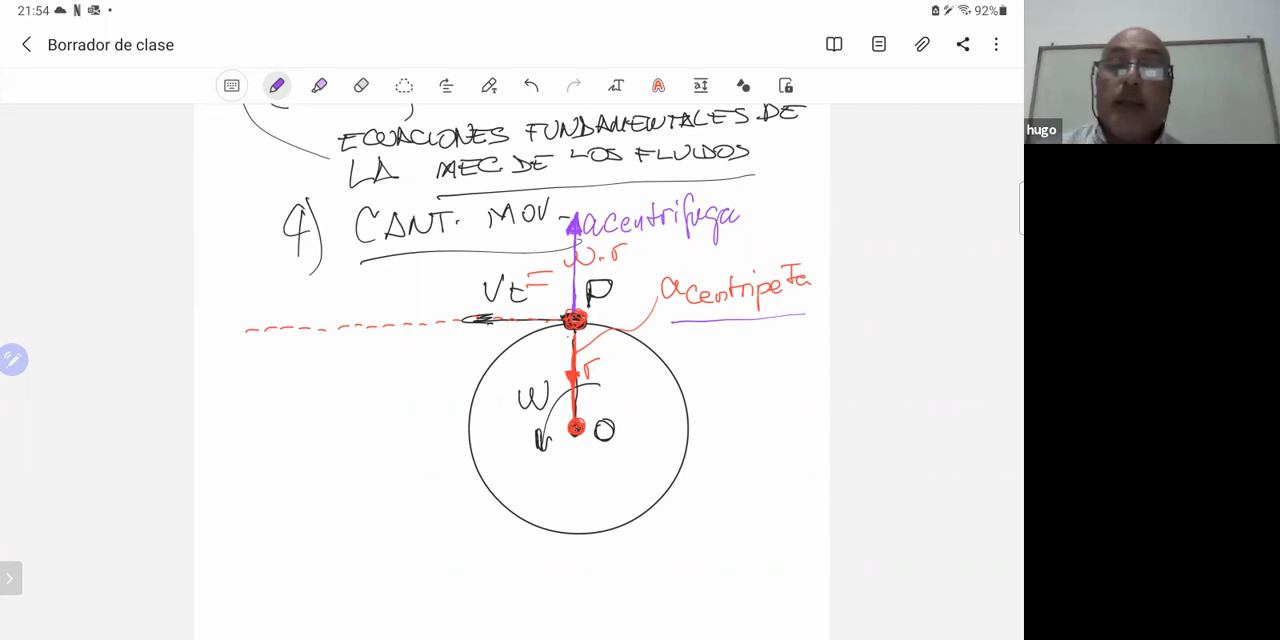 21:54
92%
Borrador de clase
ECUACIONES FUNDAMENTALES DE
LA MEC. DE LOS FLUIDOS
4) CANT. MOV -
acentrifuga
Vt = ω.r
P
acentripeTa
r
W
O
hugo